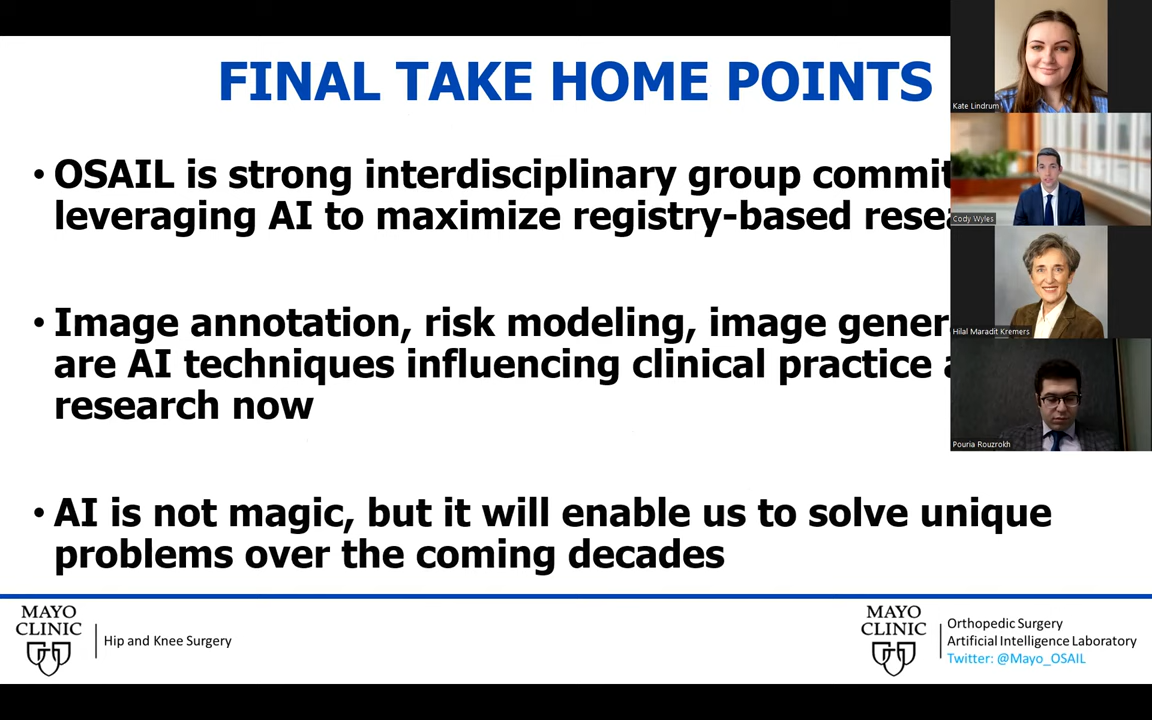 FINAL TAKE HOME POINTS
• OSAIL is strong interdisciplinary group commit
leveraging AI to maximize registry-based resea
• Image annotation, risk modeling, image gener
are AI techniques influencing clinical practice a
research now
• AI is not magic, but it will enable us to solve unique
problems over the coming decades
Kate Lindrum
Cody Wyles
Hilal Maradit Kremers
Pouria Rouzrokh
MAYO
CLINIC
Hip and Knee Surgery
MAYO
CLINIC
Orthopedic Surgery
Artificial Intelligence Laboratory
Twitter: @Mayo_OSAIL